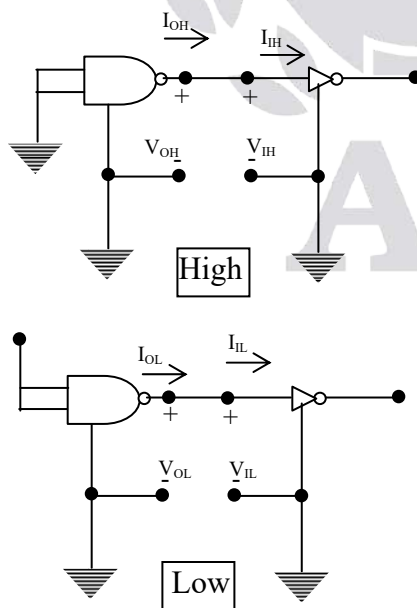 I_OH I_IH
+ +
V_OH V_IH
- -
High
I_OL I_IL
+ +
V_OL V_IL
- -
Low
A